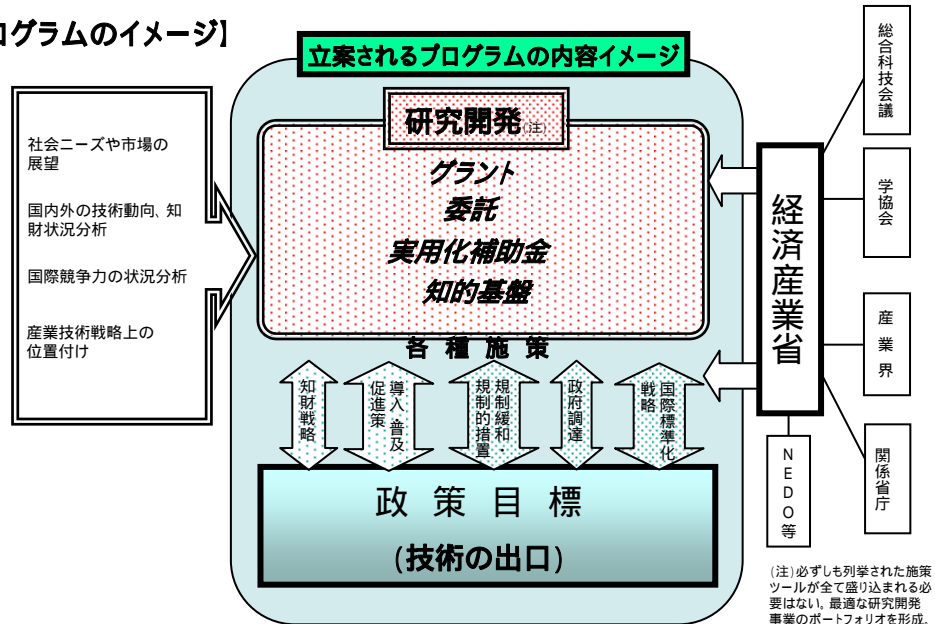 ログラムのイメージ】
立案されるプログラムの内容イメージ
社会ニーズや市場の
展望
国内外の技術動向、知
財状況分析
国際競争力の状況分析
産業技術戦略上の
位置付け
研究開発(注)
グラント
委託
実用化補助金
知的基盤
各種施策
知財戦略
導入・普及
促進策
規制緩和・
規制的措置
政府調達
国際標準化
戦略
政策目標
(技術の出口)
経済産業省
総合科技会議
学協会
産業界
関係省庁
NEDO等
(注)必ずしも列挙された施策
ツールが全て盛り込まれる必
要はない。最適な研究開発
事業のポートフォリオを形成。